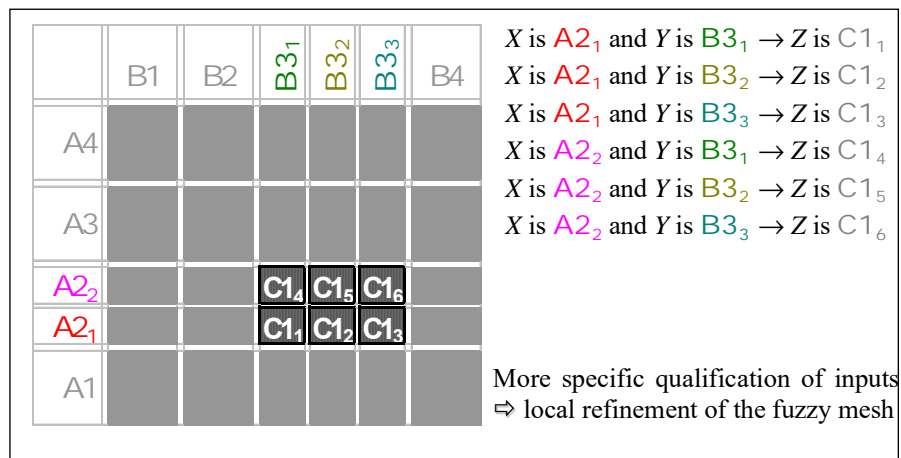 B1 B2 B3₁ B3₂ B3₃ B4
A4
A3
A2₂ C1₄ C1₅ C1₆
A2₁ C1₁ C1₂ C1₃
A1
X is A2₁ and Y is B3₁ → Z is C1₁
X is A2₁ and Y is B3₂ → Z is C1₂
X is A2₁ and Y is B3₃ → Z is C1₃
X is A2₂ and Y is B3₁ → Z is C1₄
X is A2₂ and Y is B3₂ → Z is C1₅
X is A2₂ and Y is B3₃ → Z is C1₆
More specific qualification of inputs
⇨ local refinement of the fuzzy mesh